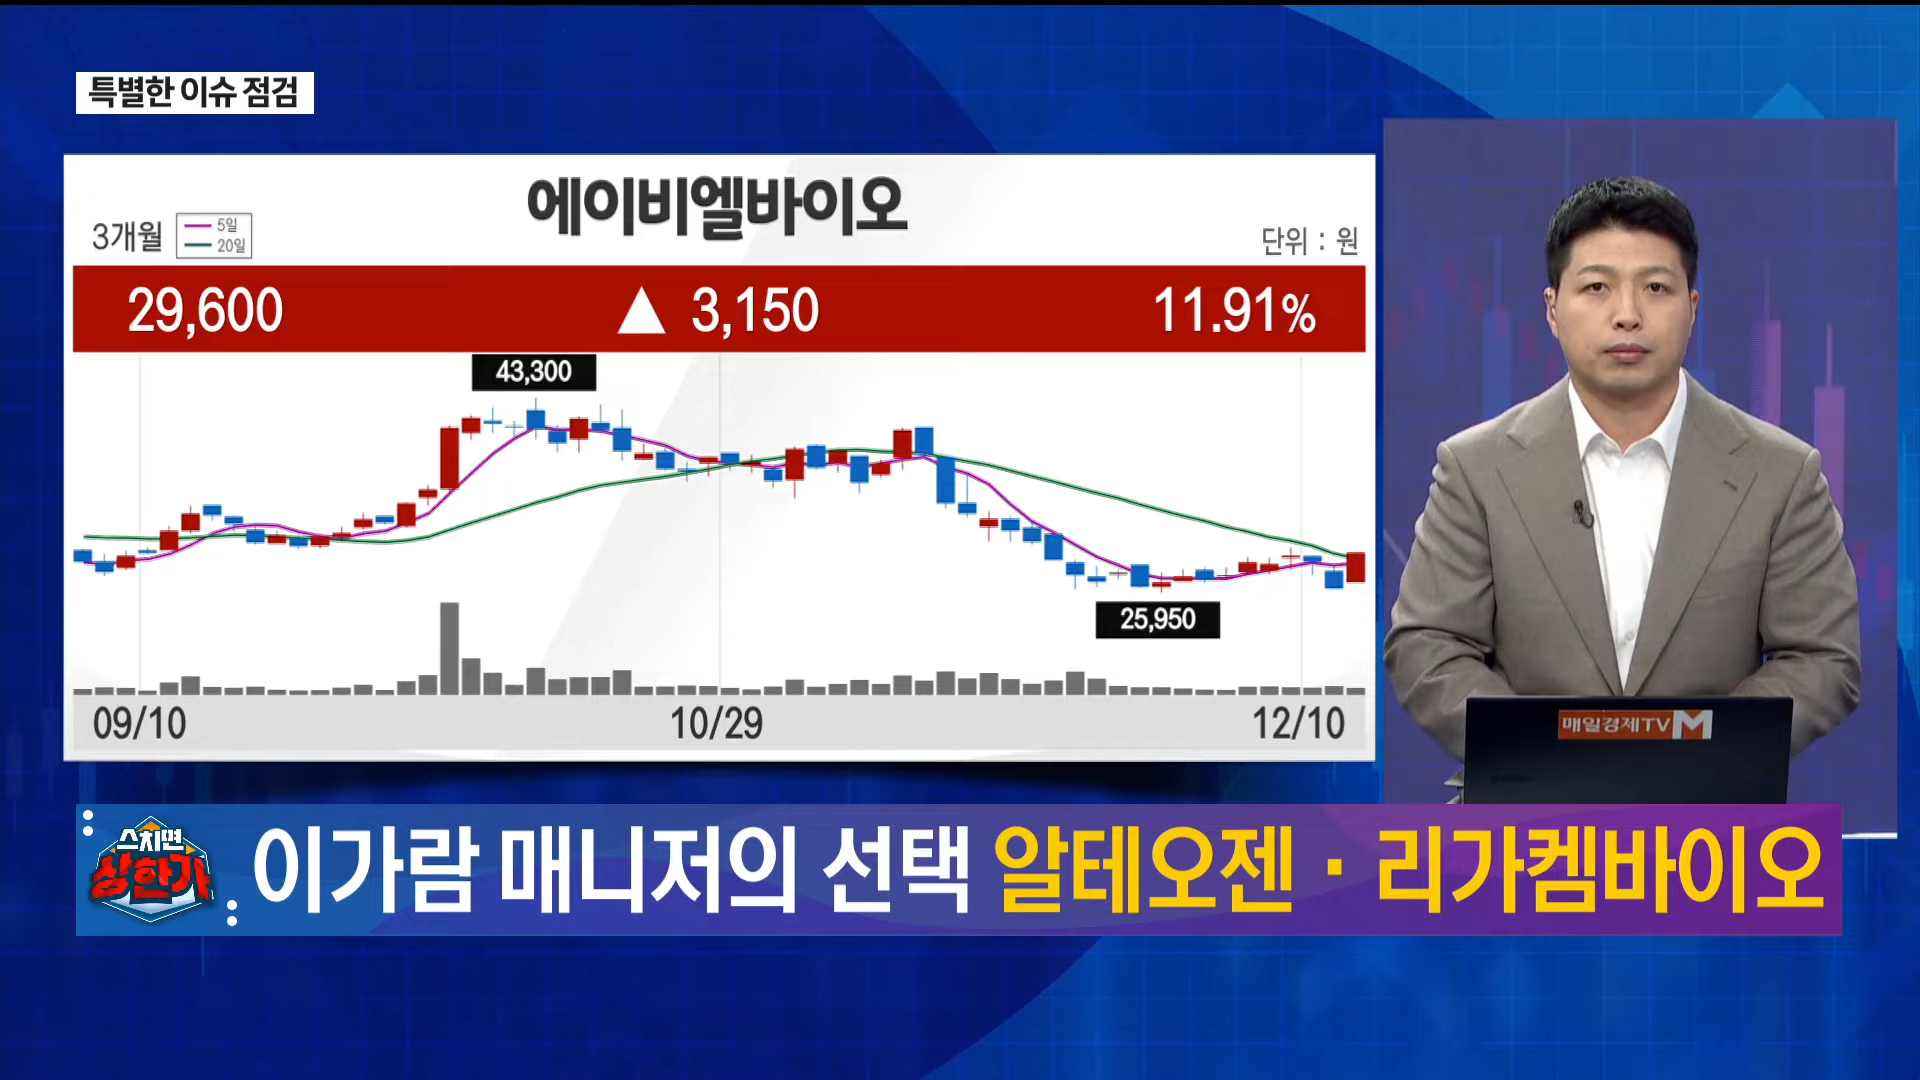 특별한 이슈 점검
에이비엘바이오
3개월
5일
20일
단위 : 원
29,600 ▲ 3,150 11.91%
43,300
25,950
09/10 10/29 12/10
매일경제TV M
스치면
상한가
이가람 매니저의 선택 알테오젠 · 리가켐바이오